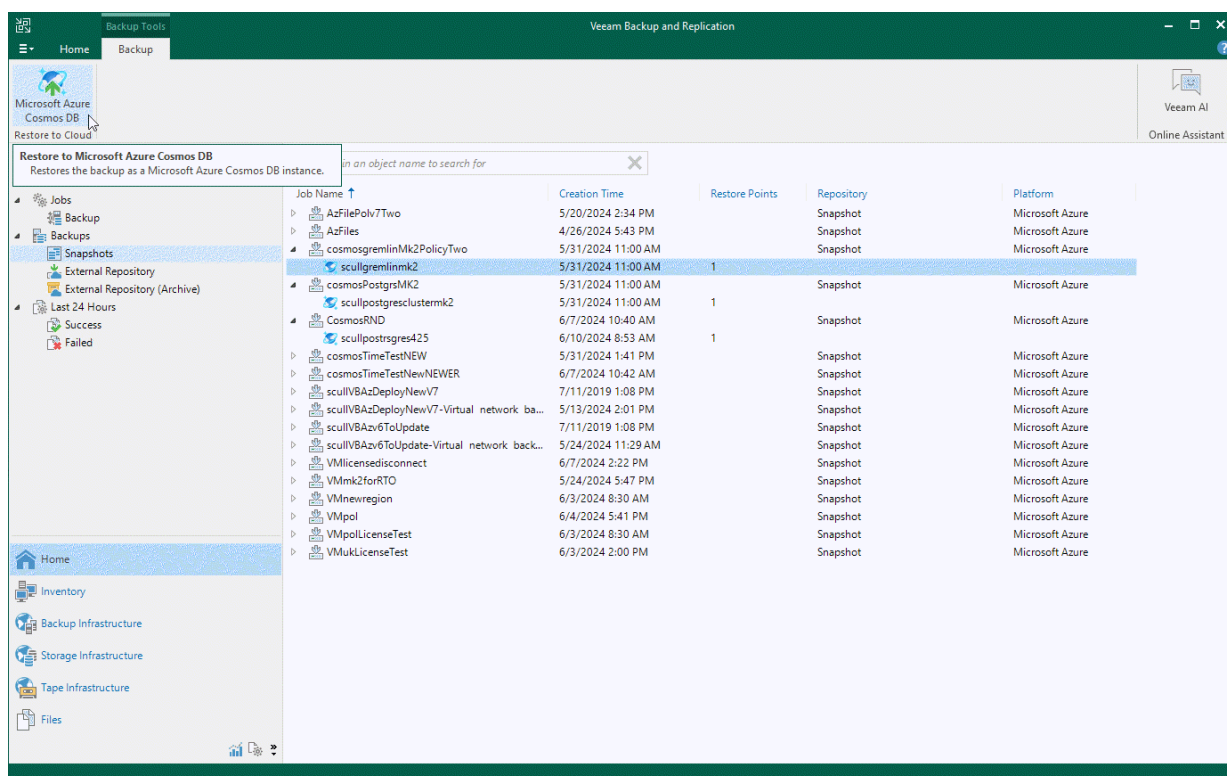 Backup Tools
Veeam Backup and Replication
Home
Backup
Microsoft Azure
Cosmos DB
Restore to Cloud
Veeam AI
Online Assistant
Restore to Microsoft Azure Cosmos DB
Restores the backup as a Microsoft Azure Cosmos DB instance.
in an object name to search for
Jobs
Backup
Backups
Snapshots
External Repository
External Repository (Archive)
Last 24 Hours
Success
Failed
Job Name Creation Time Restore Points Repository Platform
AzFilePolv7Two 5/20/2024 2:34 PM Snapshot Microsoft Azure
AzFiles 4/26/2024 5:43 PM Snapshot Microsoft Azure
cosmosgremlinMk2PolicyTwo 5/31/2024 11:00 AM Snapshot Microsoft Azure
scullgremlinmk2 5/31/2024 11:00 AM 1
cosmosPostgrsMK2 5/31/2024 11:00 AM Snapshot Microsoft Azure
scullpostgresclustermk2 5/31/2024 11:00 AM 1
CosmosRND 6/7/2024 10:40 AM Snapshot Microsoft Azure
scullpostrsgres425 6/10/2024 8:53 AM 1
cosmosTimeTestNEW 5/31/2024 1:41 PM Snapshot Microsoft Azure
cosmosTimeTestNewNEWER 6/7/2024 10:42 AM Snapshot Microsoft Azure
scullVBAzDeployNewV7 7/11/2019 1:08 PM Snapshot Microsoft Azure
scullVBAzDeployNewV7-Virtual network ba... 5/13/2024 2:01 PM Snapshot Microsoft Azure
scullVBAzv6ToUpdate 7/11/2019 1:08 PM Snapshot Microsoft Azure
scullVBAzv6ToUpdate-Virtual network back... 5/24/2024 11:29 AM Snapshot Microsoft Azure
VMlicensedisconnect 6/7/2024 2:22 PM Snapshot Microsoft Azure
VMmk2forRTO 5/24/2024 5:47 PM Snapshot Microsoft Azure
VMnewregion 6/3/2024 8:30 AM Snapshot Microsoft Azure
VMpol 6/4/2024 5:41 PM Snapshot Microsoft Azure
VMpolLicenseTest 6/3/2024 8:30 AM Snapshot Microsoft Azure
VMukLicenseTest 6/3/2024 2:00 PM Snapshot Microsoft Azure
Home
Inventory
Backup Infrastructure
Storage Infrastructure
Tape Infrastructure
Files